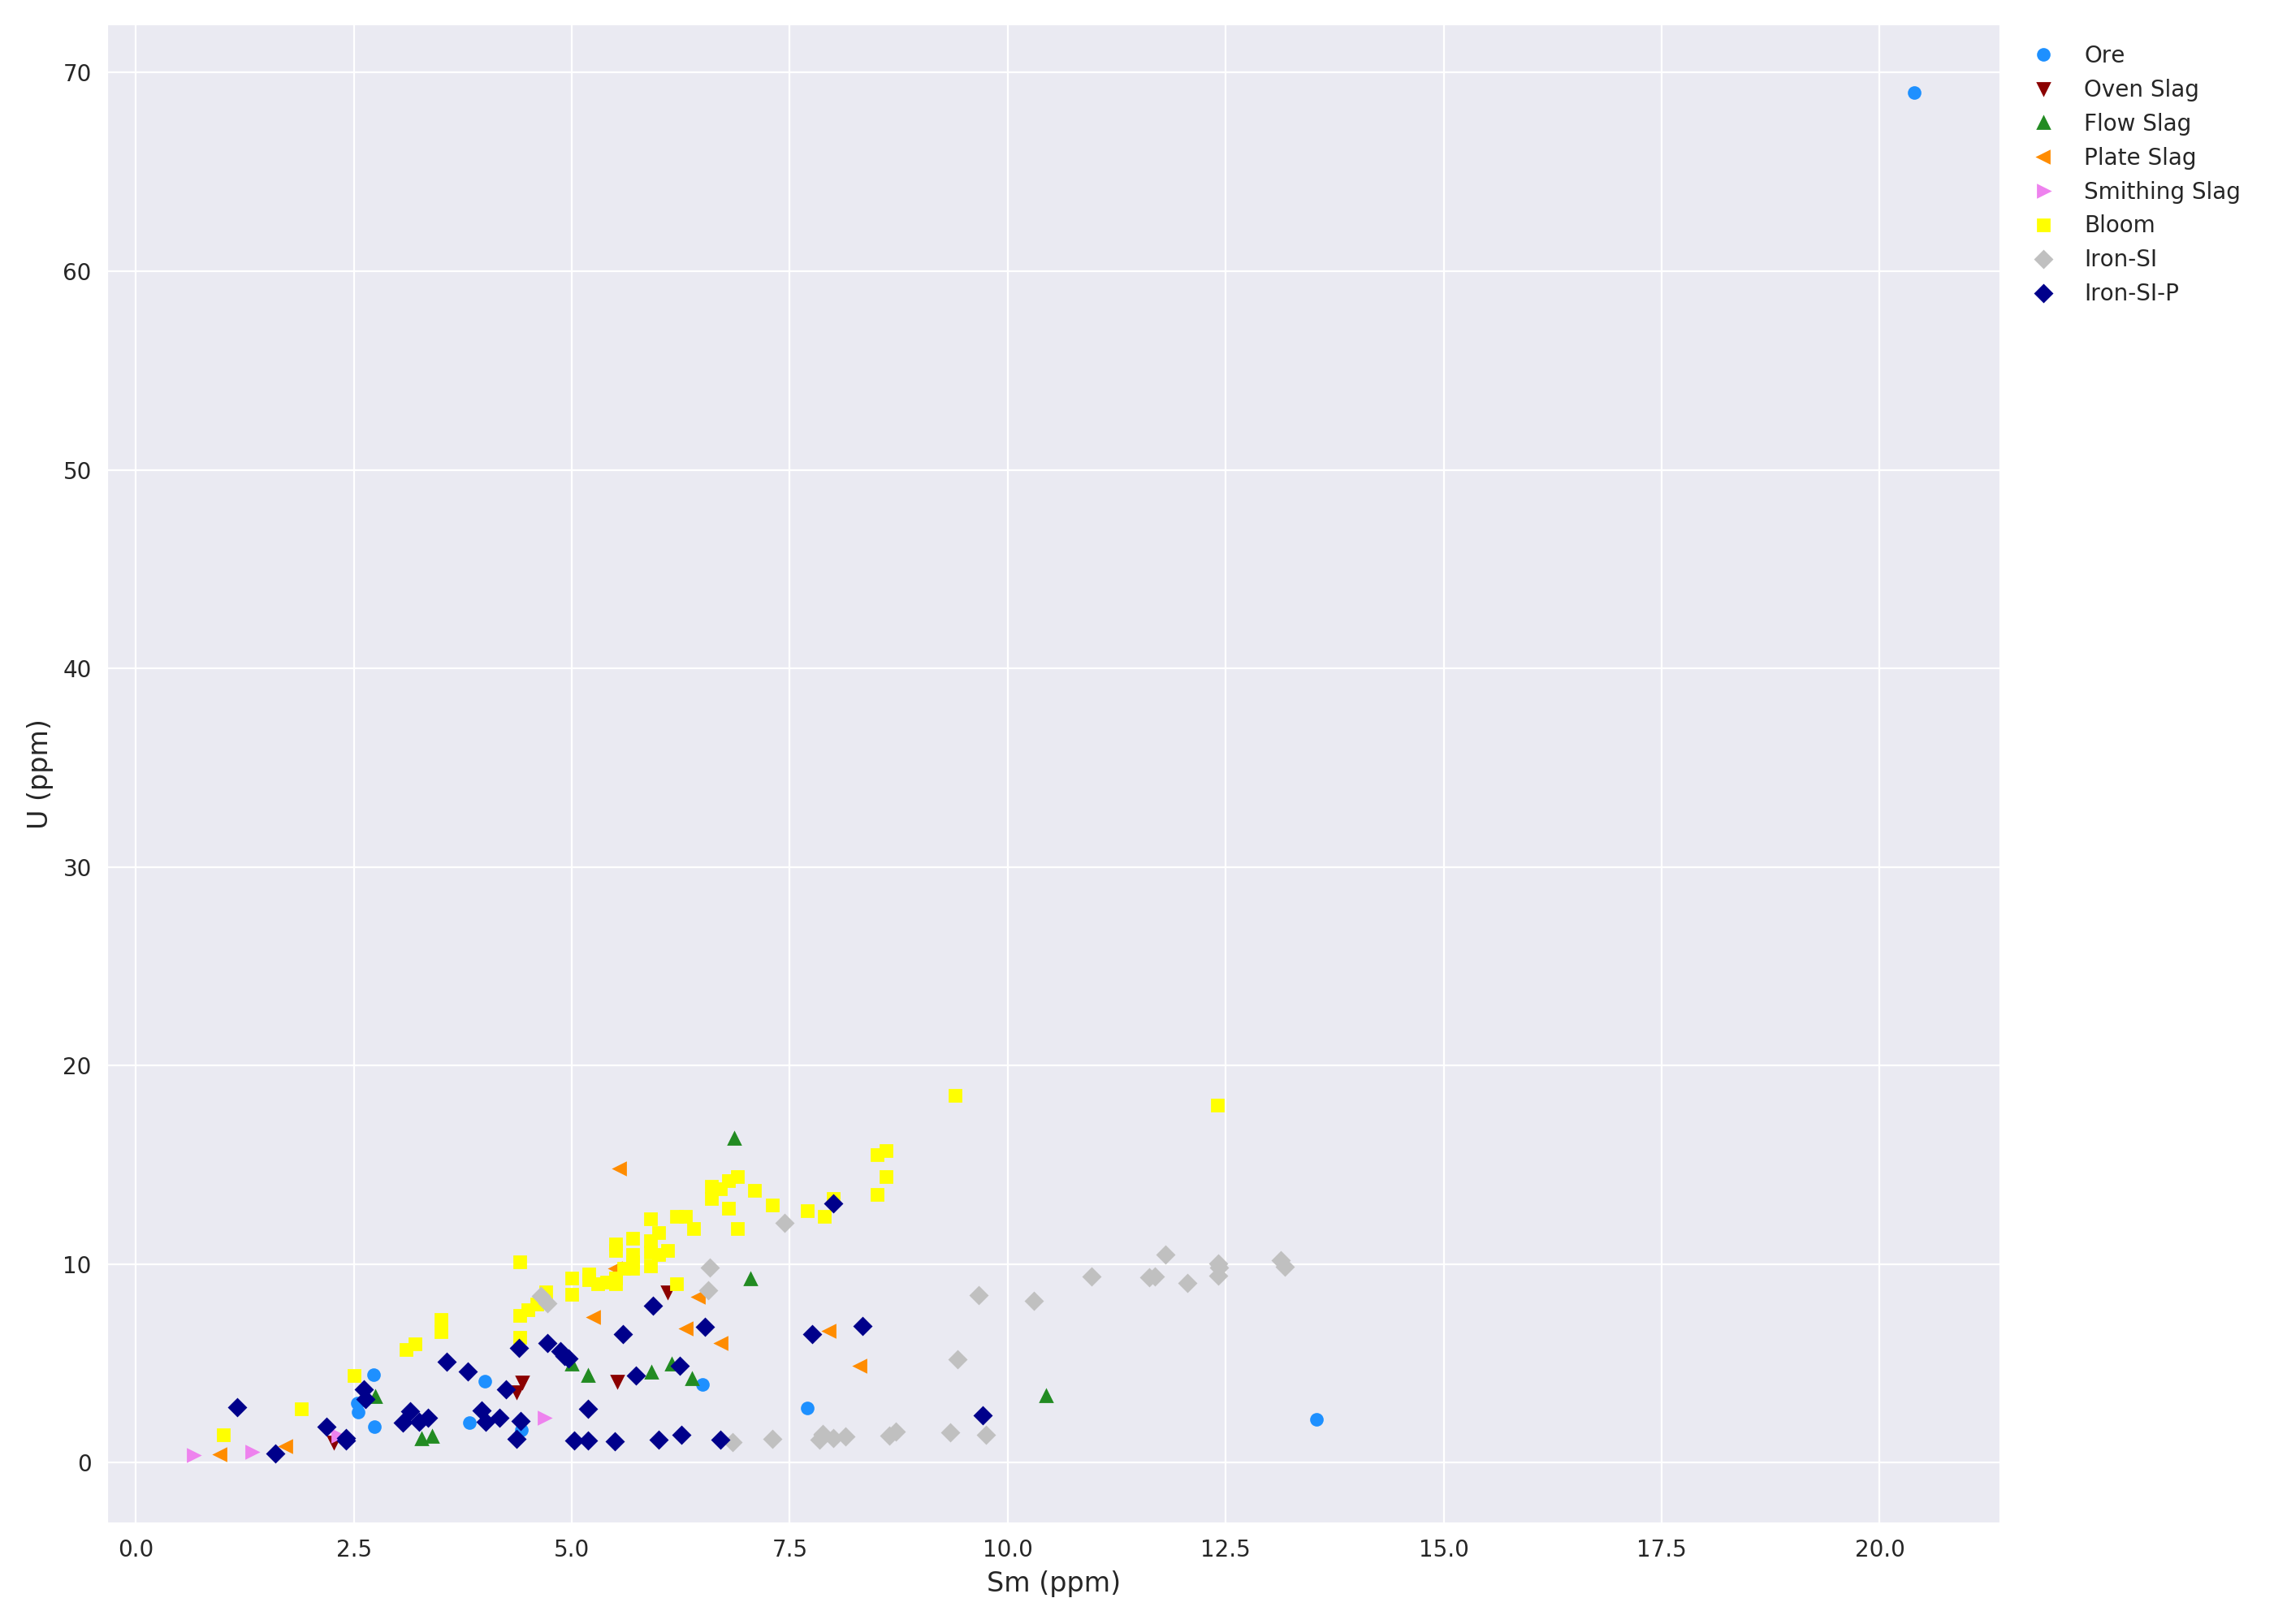 70
60
50
40
30
20
10
0
U (ppm)
0.0 2.5 5.0 7.5 10.0 12.5 15.0 17.5 20.0
Sm (ppm)
Ore
Oven Slag
Flow Slag
Plate Slag
Smithing Slag
Bloom
Iron-SI
Iron-SI-P